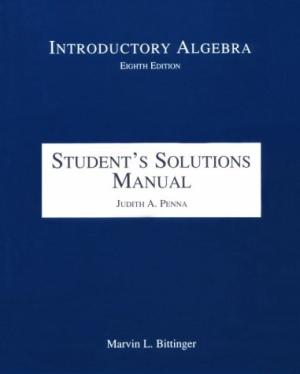 INTRODUCTORY ALGEBRA
EIGHTH EDITION
STUDENT'S SOLUTIONS
MANUAL
JUDITH A. PENNA
Marvin L. Bittinger